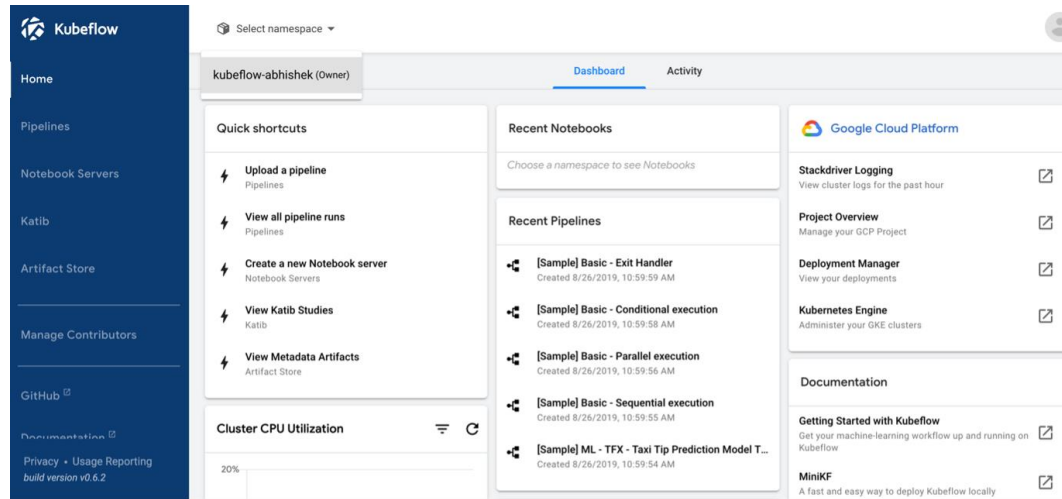 Kubeflow
Home
Pipelines
Notebook Servers
Katib
Artifact Store
Manage Contributors
GitHub
Documentation
Privacy • Usage Reporting
build version v0.6.2
Select namespace
kubeflow-abhishek (Owner)
Dashboard
Activity
Quick shortcuts
Upload a pipeline
Pipelines
View all pipeline runs
Pipelines
Create a new Notebook server
Notebook Servers
View Katib Studies
Katib
View Metadata Artifacts
Artifact Store
Cluster CPU Utilization
20%
Recent Notebooks
Choose a namespace to see Notebooks
Recent Pipelines
[Sample] Basic - Exit Handler
Created 8/26/2019, 10:59:59 AM
[Sample] Basic - Conditional execution
Created 8/26/2019, 10:59:58 AM
[Sample] Basic - Parallel execution
Created 8/26/2019, 10:59:56 AM
[Sample] Basic - Sequential execution
Created 8/26/2019, 10:59:55 AM
[Sample] ML - TFX - Taxi Tip Prediction Model T...
Created 8/26/2019, 10:59:54 AM
Google Cloud Platform
Stackdriver Logging
View cluster logs for the past hour
Project Overview
Manage your GCP Project
Deployment Manager
View your deployments
Kubernetes Engine
Administer your GKE clusters
Documentation
Getting Started with Kubeflow
Get your machine-learning workflow up and running on
Kubeflow
MiniKF
A fast and easy way to deploy Kubeflow locally